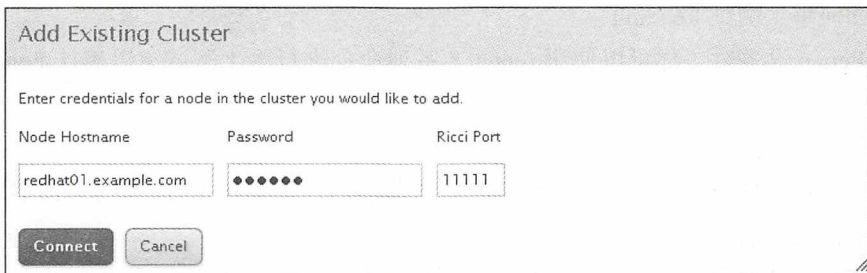 Add Existing Cluster
Enter credentials for a node in the cluster you would like to add.
Node Hostname Password Ricci Port
redhat01.example.com ●●●●●● 11111
Connect Cancel